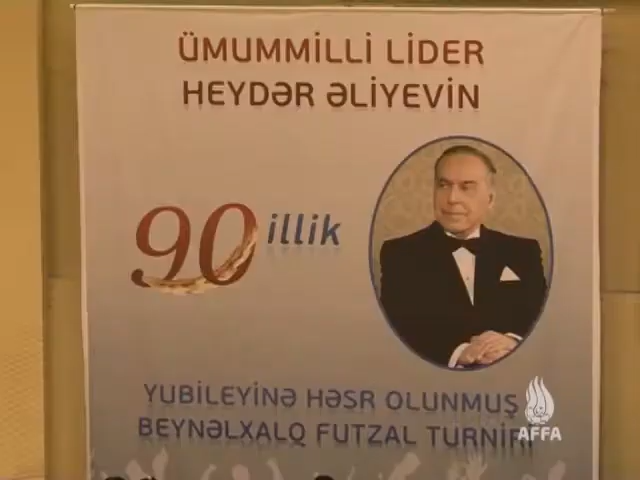 ÜMUMMİLLİ LİDER
HEYDƏR ƏLİYEVİN
90 illik
YUBİLEYİNƏ HƏSR OLUNMUŞ
BEYNƏLXALQ FUTZAL TURNİRİ
AFFA